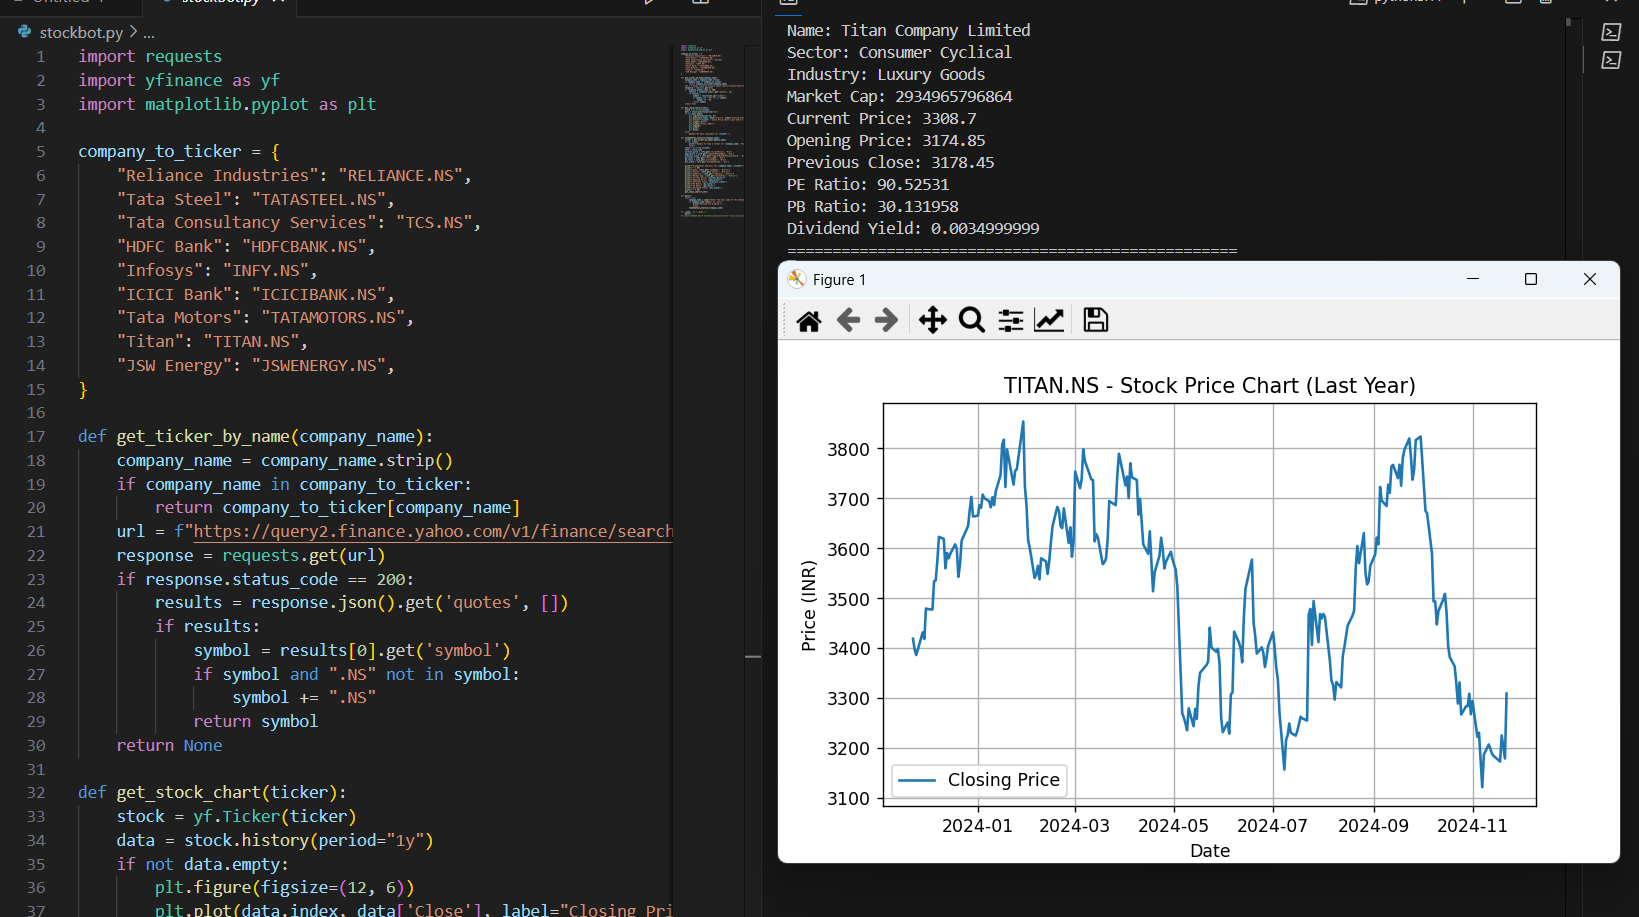 stockbot.py
stockbot.py > ...
1 import requests
2 import yfinance as yf
3 import matplotlib.pyplot as plt
4
5 company_to_ticker = {
6 "Reliance Industries": "RELIANCE.NS",
7 "Tata Steel": "TATASTEEL.NS",
8 "Tata Consultancy Services": "TCS.NS",
9 "HDFC Bank": "HDFCBANK.NS",
10 "Infosys": "INFY.NS",
11 "ICICI Bank": "ICICIBANK.NS",
12 "Tata Motors": "TATAMOTORS.NS",
13 "Titan": "TITAN.NS",
14 "JSW Energy": "JSWENERGY.NS",
15 }
16
17 def get_ticker_by_name(company_name):
18 company_name = company_name.strip()
19 if company_name in company_to_ticker:
20 return company_to_ticker[company_name]
21 url = f"https://query2.finance.yahoo.com/v1/finance/search
22 response = requests.get(url)
23 if response.status_code == 200:
24 results = response.json().get('quotes', [])
25 if results:
26 symbol = results[0].get('symbol')
27 if symbol and ".NS" not in symbol:
28 symbol += ".NS"
29 return symbol
30 return None
31
32 def get_stock_chart(ticker):
33 stock = yf.Ticker(ticker)
34 data = stock.history(period="1y")
35 if not data.empty:
36 plt.figure(figsize=(12, 6))
37 plt.plot(data.index, data['Close'], label="Closing Pri
Name: Titan Company Limited
Sector: Consumer Cyclical
Industry: Luxury Goods
Market Cap: 2934965796864
Current Price: 3308.7
Opening Price: 3174.85
Previous Close: 3178.45
PE Ratio: 90.52531
PB Ratio: 30.131958
Dividend Yield: 0.0034999999
==================================================
Figure 1
TITAN.NS - Stock Price Chart (Last Year)
3800
3700
3600
3500
3400
3300
3200
3100
Price (INR)
Closing Price
2024-01 2024-03 2024-05 2024-07 2024-09 2024-11
Date